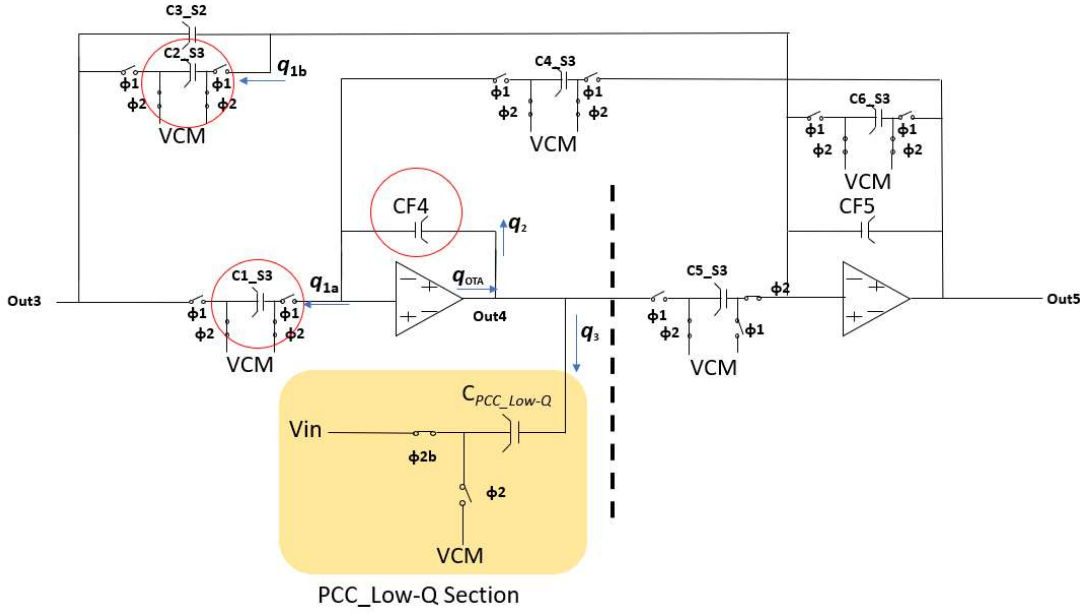 C3_S2
C2_S3
q1b
ϕ1
ϕ1
ϕ2
ϕ2
VCM
C4_S3
ϕ1
ϕ1
ϕ2
ϕ2
VCM
C6_S3
ϕ1
ϕ1
ϕ2
ϕ2
VCM
CF4
q2
CF5
C1_S3
q1a
qOTA
C5_S3
ϕ2
Out3
ϕ1
ϕ1
ϕ2
ϕ2
VCM
Out4
ϕ1
ϕ1
ϕ2
VCM
Out5
q3
CPCC_Low-Q
Vin
ϕ2b
ϕ2
VCM
PCC_Low-Q Section